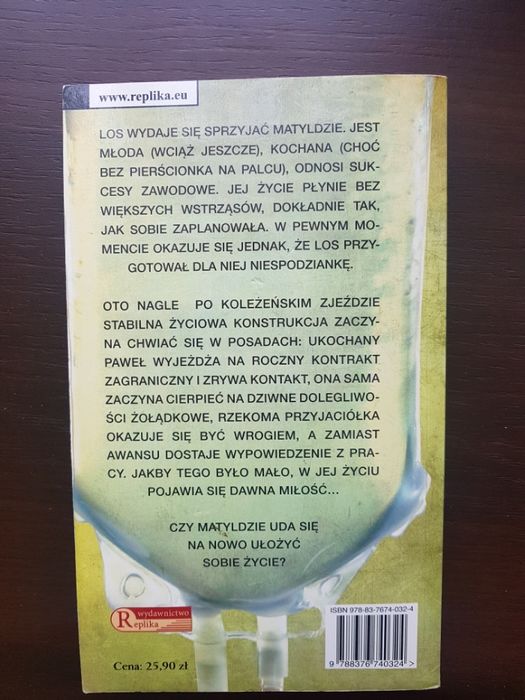 www.replika.eu
LOS WYDAJE SIĘ SPRZYJAĆ MATYLDZIE. JEST
MŁODA (WCIĄŻ JESZCZE), KOCHANA (CHOĆ
BEZ PIERŚCIONKA NA PALCU), ODNOSI SUK-
CESY ZAWODOWE. JEJ ŻYCIE PŁYNIE BEZ
WIĘKSZYCH WSTRZĄSÓW, DOKŁADNIE TAK,
JAK SOBIE ZAPLANOWAŁA. W PEWNYM MO-
MENCIE OKAZUJE SIĘ JEDNAK, ŻE LOS PRZY-
GOTOWAŁ DLA NIEJ NIESPODZIANKĘ.
OTO NAGLE PO KOLEŻEŃSKIM ZJEŹDZIE
STABILNA ŻYCIOWA KONSTRUKCJA ZACZY-
NA CHWIAĆ SIĘ W POSADACH: UKOCHANY
PAWEŁ WYJEŻDŻA NA ROCZNY KONTRAKT
ZAGRANICZNY I ZRYWA KONTAKT, ONA SAMA
ZACZYNA CIERPIEĆ NA DZIWNE DOLEGLIWO-
ŚCI ŻOŁĄDKOWE, RZEKOMA PRZYJACIÓŁKA
OKAZUJE SIĘ BYĆ WROGIEM, A ZAMIAST
AWANSU DOSTAJE WYPOWIEDZENIE Z PRA-
CY. JAKBY TEGO BYŁO MAŁO, W JEJ ŻYCIU
POJAWIA SIĘ DAWNA MIŁOŚĆ...
CZY MATYLDZIE UDA SIĘ
NA NOWO UŁOŻYĆ
SOBIE ŻYCIE?
wydawnictwo
Replika
Cena: 25,90 zł
ISBN 978-83-7674-032-4
9 788376 740324 >